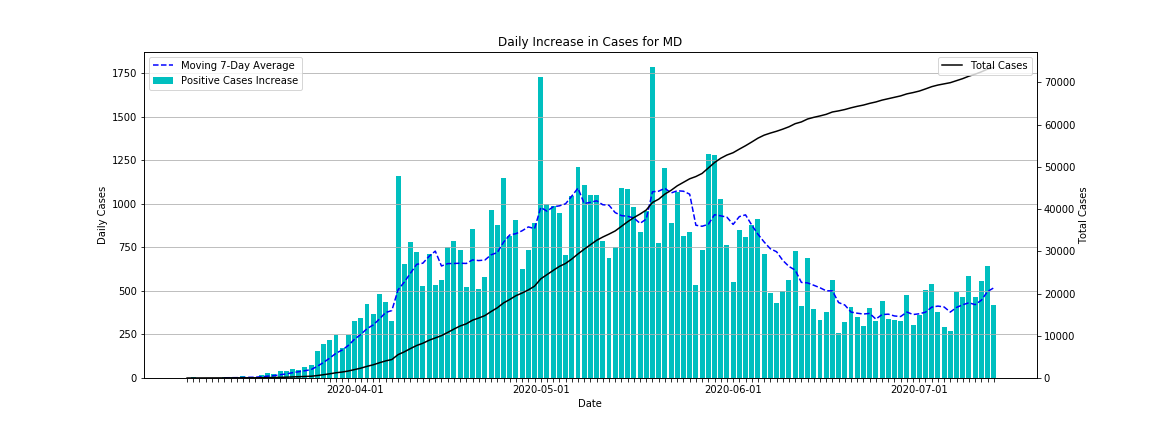 Daily Increase in Cases for MD
Moving 7-Day Average
Positive Cases Increase
Total Cases
1750
1500
1250
1000
750
500
250
0
Daily Cases
70000
60000
50000
40000
30000
20000
10000
0
Total Cases
2020-04-01
2020-05-01
2020-06-01
2020-07-01
Date